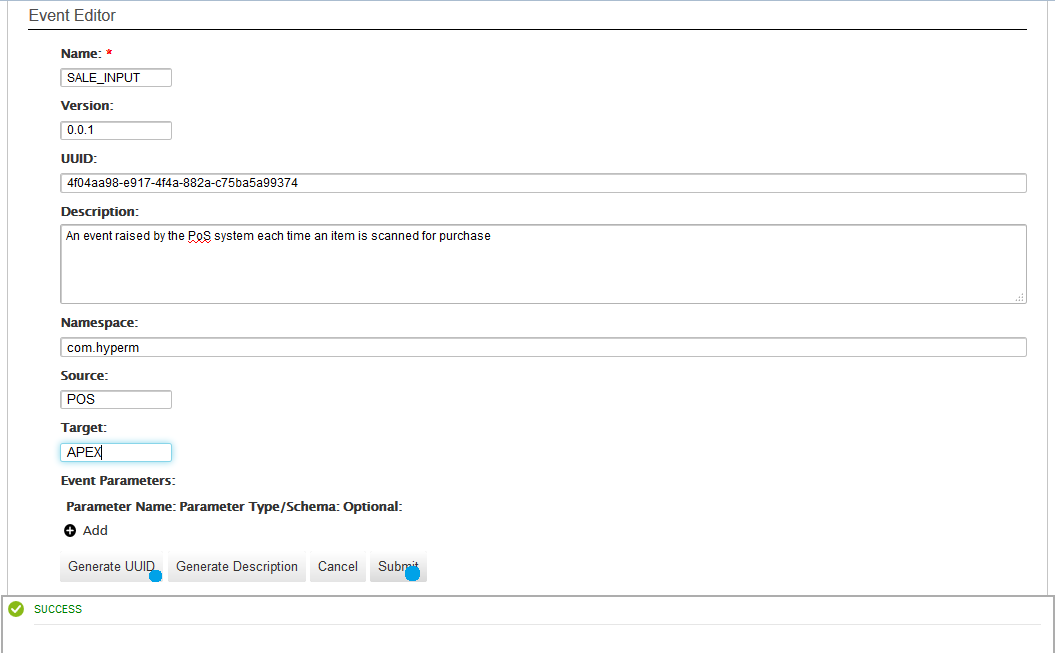 Event Editor
Name: *
SALE_INPUT
Version:
0.0.1
UUID:
4f04aa98-e917-4f4a-882a-c75ba5a99374
Description:
An event raised by the PoS system each time an item is scanned for purchase
Namespace:
com.hyperm
Source:
POS
Target:
APEX
Event Parameters:
Parameter Name: Parameter Type/Schema: Optional:
Add
Generate UUID Generate Description Cancel Submit
SUCCESS